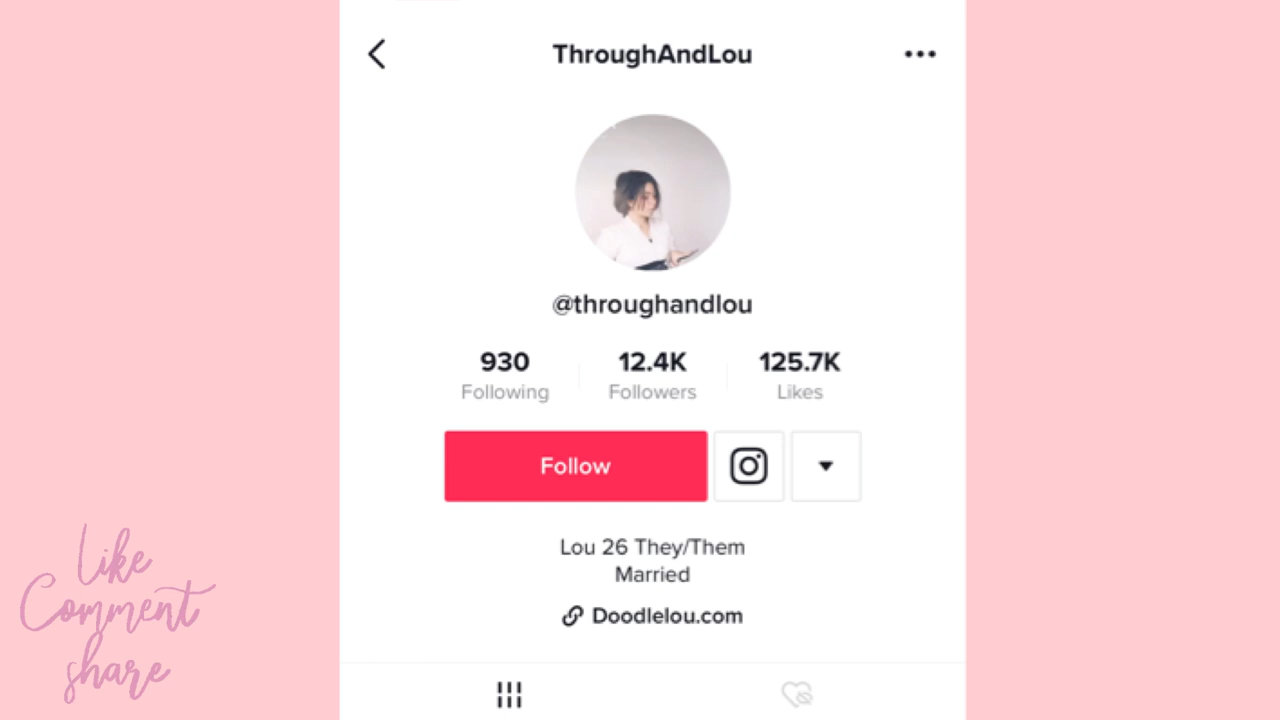 ThroughAndLou
@throughandlou
930 12.4K 125.7K
Following Followers Likes
Follow
Lou 26 They/Them
Married
Doodlelou.com
like
Comment
share